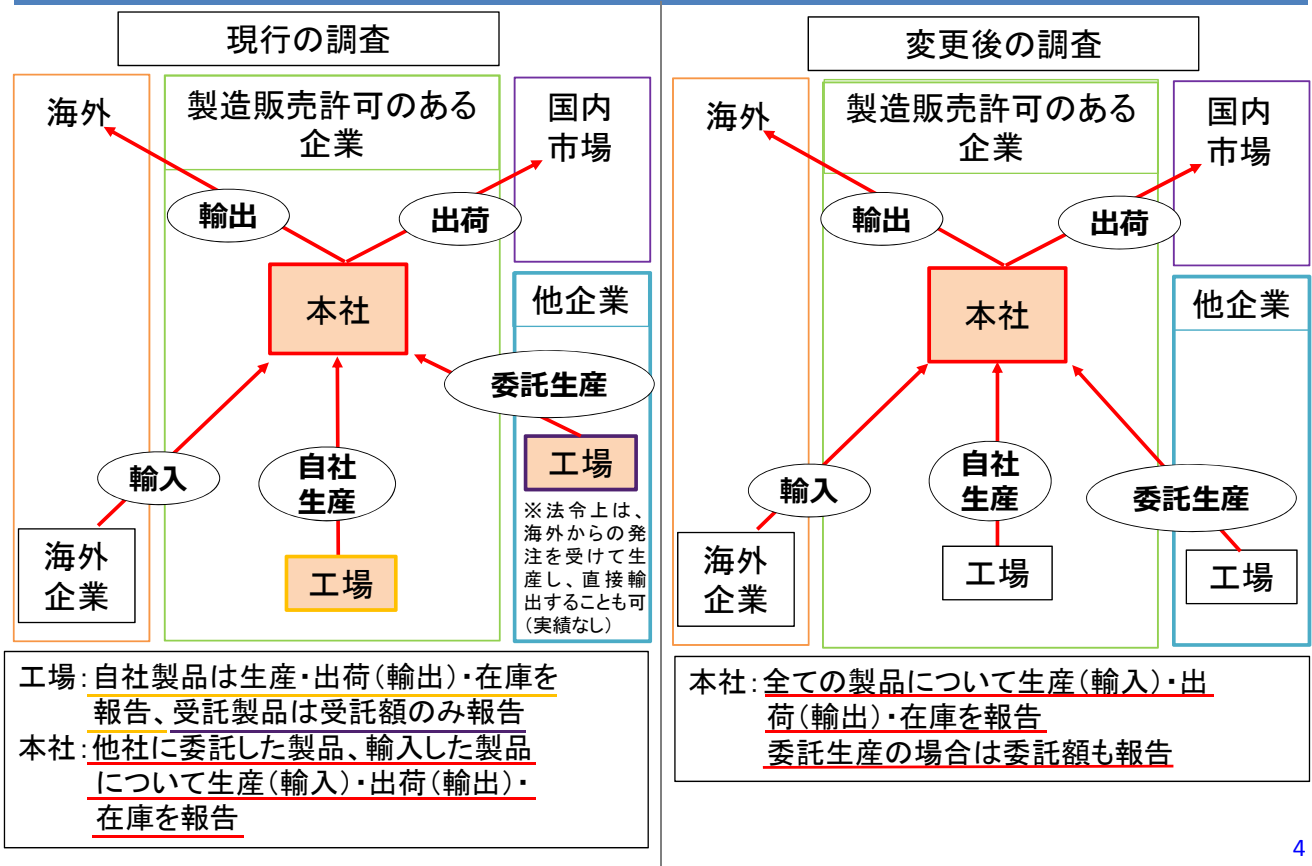 現行の調査
海外
製造販売許可のある
企業
国内
市場
輸出
出荷
本社
他企業
委託生産
輸入
自社
生産
工場
※法令上は、
海外からの発
注を受けて生
産し、直接輸
出することも可
(実績なし)
海外
企業
工場
工場:自社製品は生産・出荷(輸出)・在庫を
報告、受託製品は受託額のみ報告
本社:他社に委託した製品、輸入した製品
について生産(輸入)・出荷(輸出)・
在庫を報告
変更後の調査
海外
製造販売許可のある
企業
国内
市場
輸出
出荷
本社
他企業
輸入
自社
生産
委託生産
海外
企業
工場
工場
本社:全ての製品について生産(輸入)・出
荷(輸出)・在庫を報告
委託生産の場合は委託額も報告
4